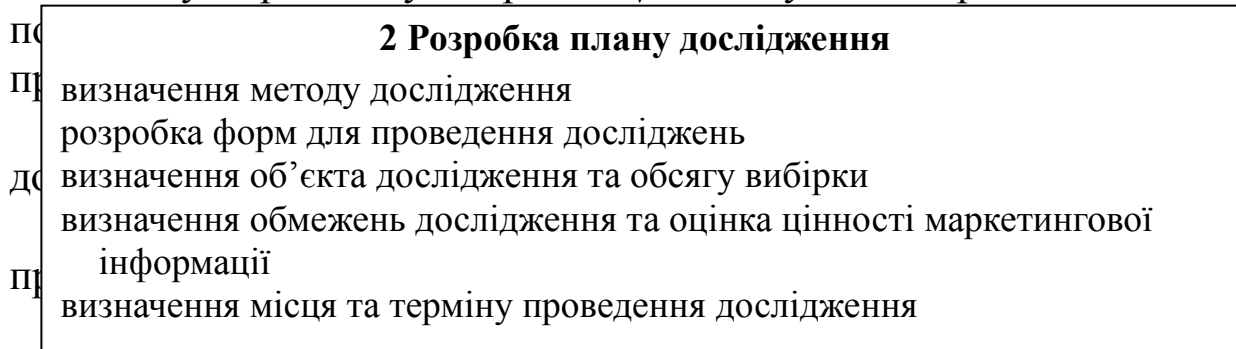 2 Розробка плану дослідження
визначення методу дослідження
розробка форм для проведення досліджень
визначення об’єкта дослідження та обсягу вибірки
визначення обмежень дослідження та оцінка цінності маркетингової
інформації
визначення місця та терміну проведення дослідження